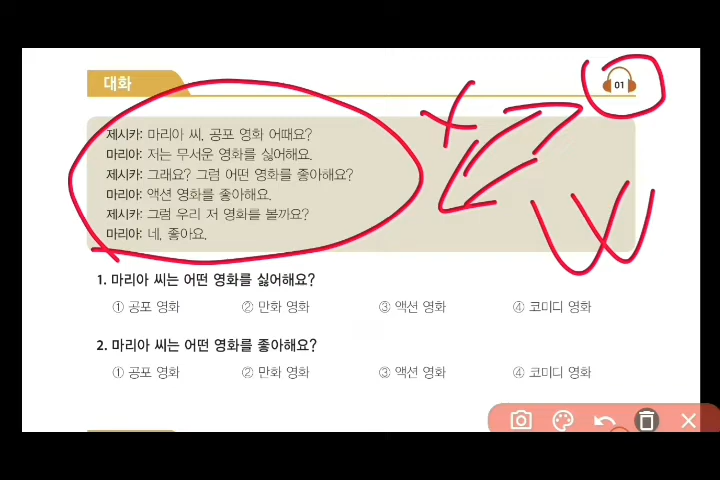 대화
01
제시카: 마리아 씨, 공포 영화 어때요?
마리아: 저는 무서운 영화를 싫어해요.
제시카: 그래요? 그럼 어떤 영화를 좋아해요?
마리아: 액션 영화를 좋아해요.
제시카: 그럼 우리 저 영화를 볼까요?
마리아: 네, 좋아요.
1. 마리아 씨는 어떤 영화를 싫어해요?
① 공포 영화 ② 만화 영화 ③ 액션 영화 ④ 코미디 영화
2. 마리아 씨는 어떤 영화를 좋아해요?
① 공포 영화 ② 만화 영화 ③ 액션 영화 ④ 코미디 영화